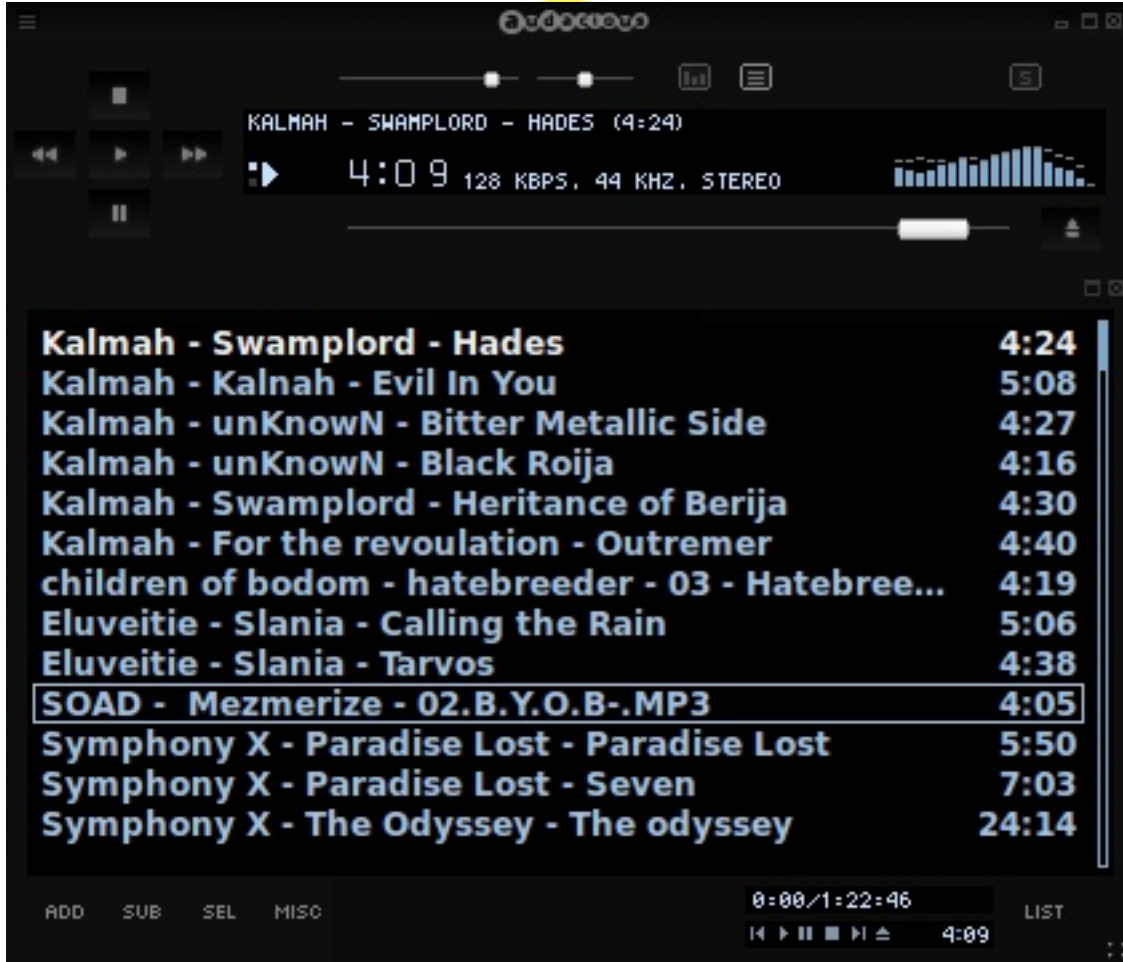 audacious
S
KALMAH - SWAMPLORD - HADES (4:24)
4:09 128 KBPS, 44 KHZ, STEREO
Kalmah - Swamplord - Hades 4:24
Kalmah - Kalnah - Evil In You 5:08
Kalmah - unKnowN - Bitter Metallic Side 4:27
Kalmah - unKnowN - Black Roija 4:16
Kalmah - Swamplord - Heritance of Berija 4:30
Kalmah - For the revoulation - Outremer 4:40
children of bodom - hatebreeder - 03 - Hatebree... 4:19
Eluveitie - Slania - Calling the Rain 5:06
Eluveitie - Slania - Tarvos 4:38
SOAD -  Mezmerize - 02.B.Y.O.B-.MP3 4:05
Symphony X - Paradise Lost - Paradise Lost 5:50
Symphony X - Paradise Lost - Seven 7:03
Symphony X - The Odyssey - The odyssey 24:14
ADD SUB SEL MISC 0:00/1:22:46 LIST
4:09